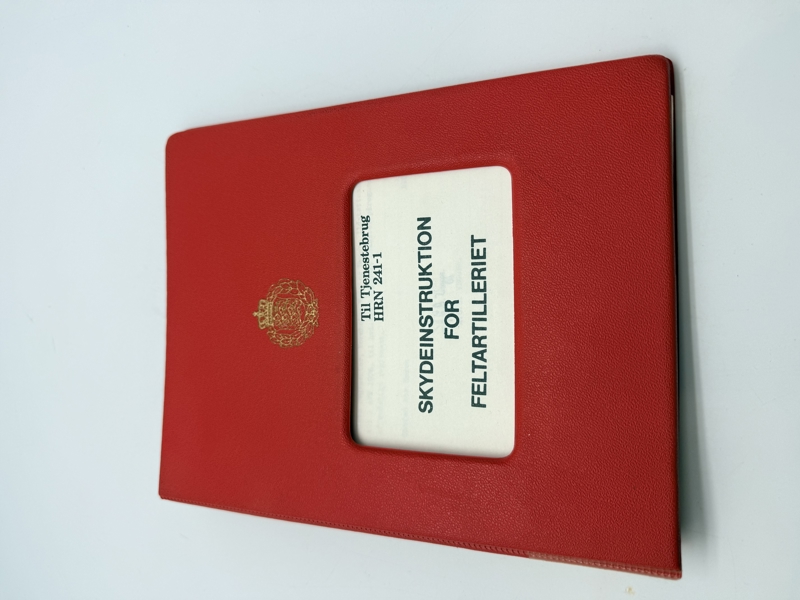 Til Tjenestebrug
HRN 241-1
SKYDEINSTRUKTION
FOR
FELTARTILLERIET